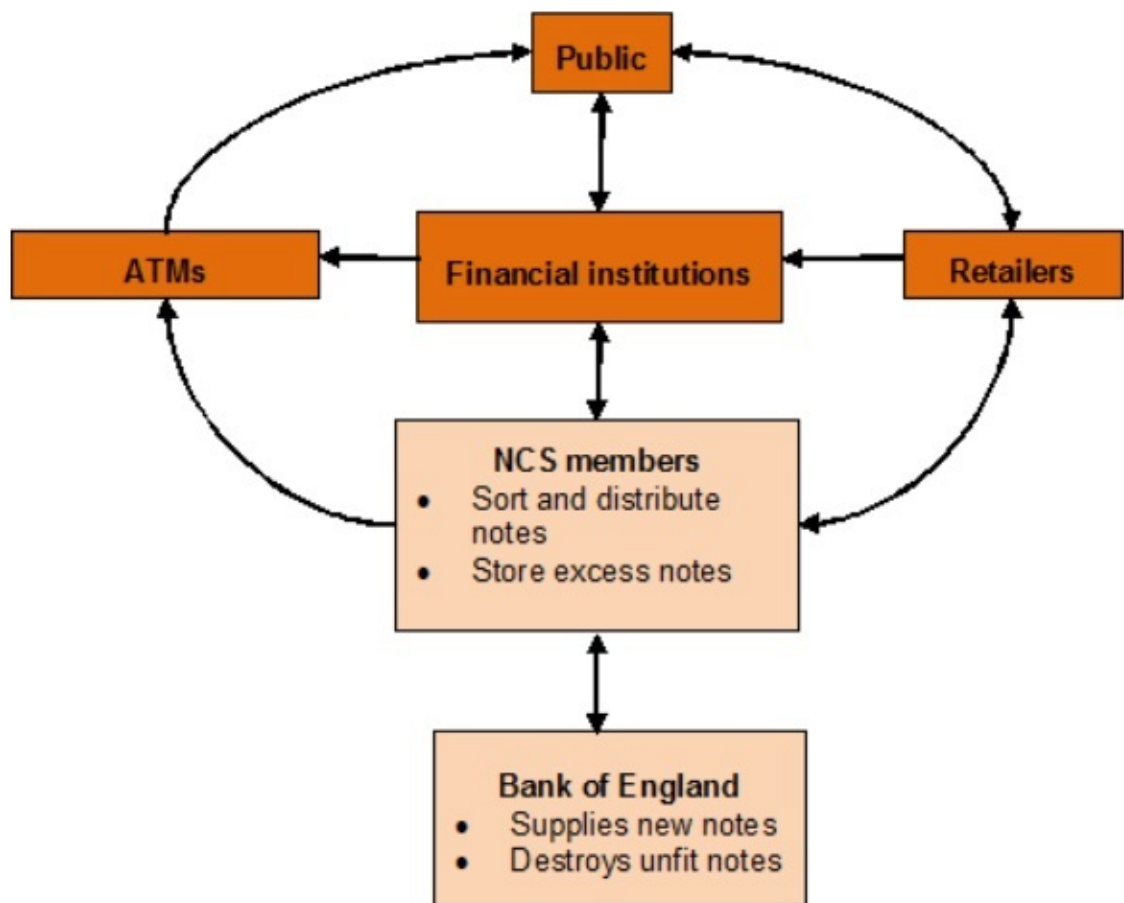 Public
ATMs
Financial institutions
Retailers
NCS members
• Sort and distribute
notes
• Store excess notes
Bank of England
• Supplies new notes
• Destroys unfit notes